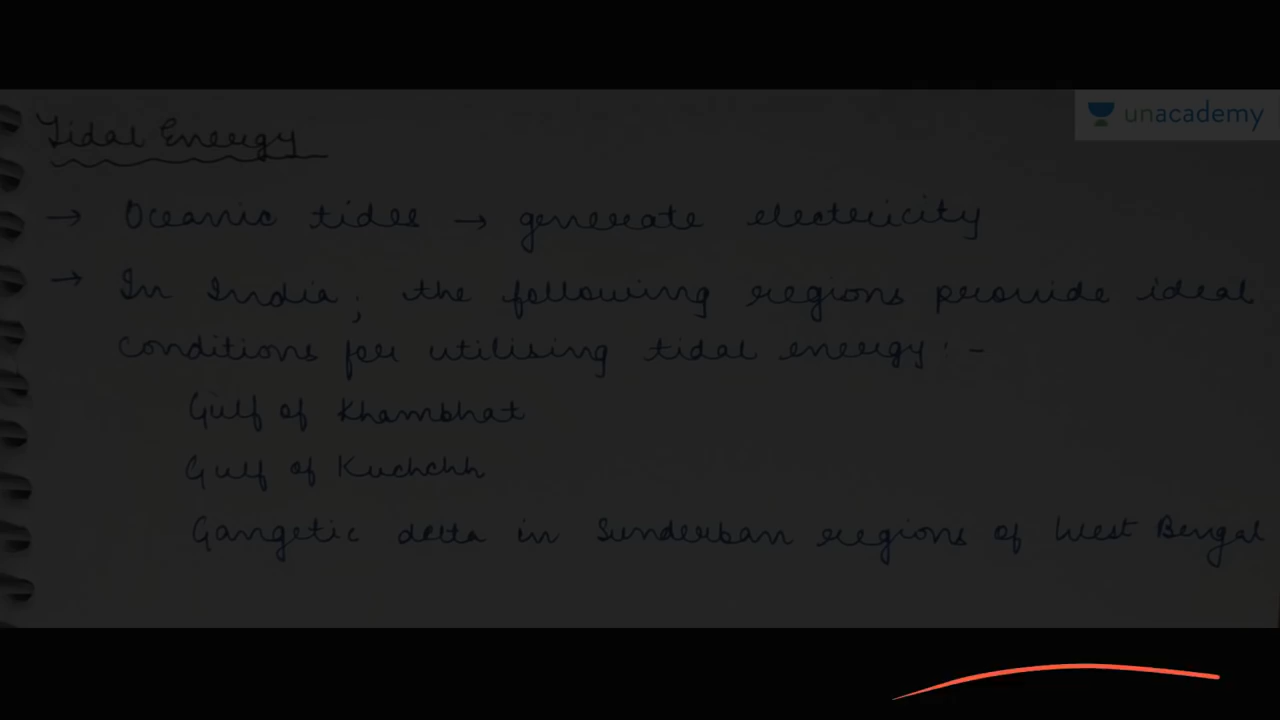 unacademy
Tidal Energy
→ Oceanic tides → generate electricity
→ In India, the following regions provide ideal
conditions for utilising tidal energy : -
Gulf of Khambhat
Gulf of Kuchchh
Gangetic delta in Sunderban regions of West Bengal